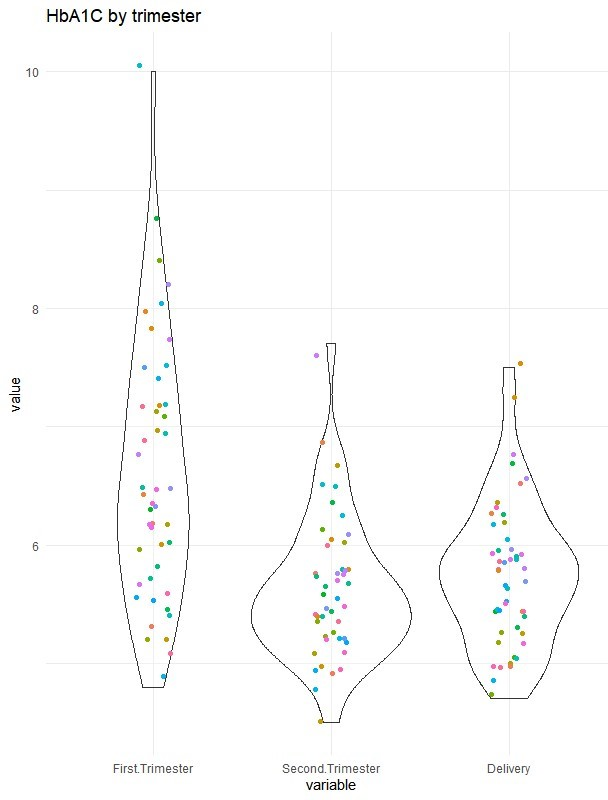 HbA1C by trimester
10
8
6
value
First.Trimester
Second.Trimester
Delivery
variable